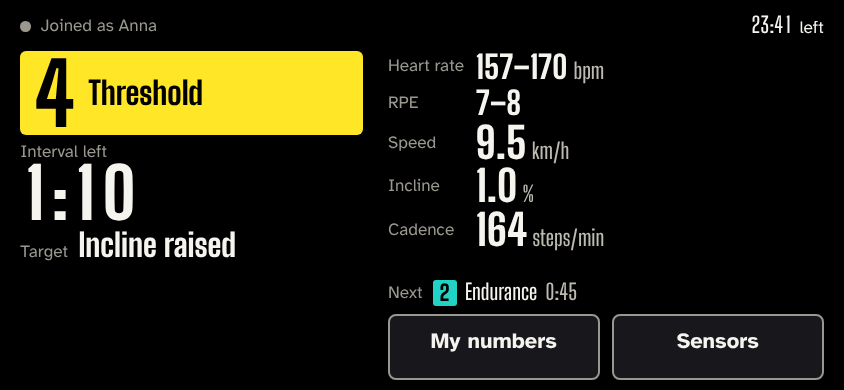 Joined as Anna
23:41 left
4 Threshold
Interval left
1:10
Target Incline raised
Heart rate 157–170 bpm
RPE 7–8
Speed 9.5 km/h
Incline 1.0 %
Cadence 164 steps/min
Next 2 Endurance 0:45
My numbers
Sensors